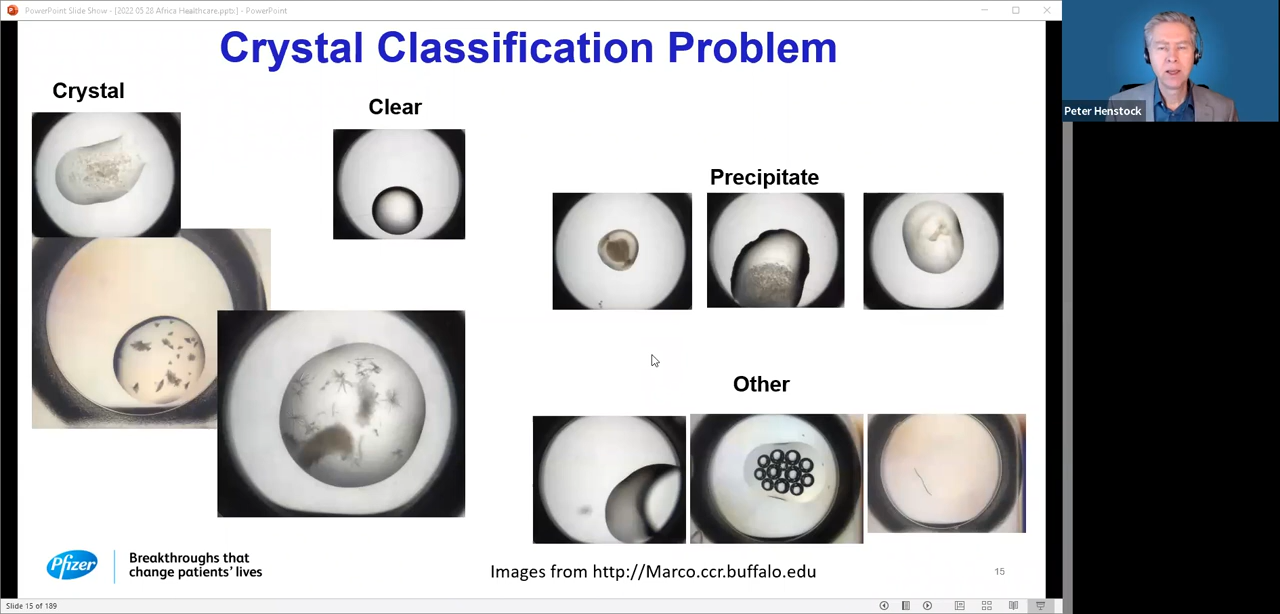 PowerPoint Slide Show - [2022 05 28 Africa Healthcare.pptx] - PowerPoint
Crystal Classification Problem
Crystal
Clear
Precipitate
Other
Peter Henstock
Pfizer
Breakthroughs that
change patients' lives
Images from http://Marco.ccr.buffalo.edu
15
Slide 15 of 189